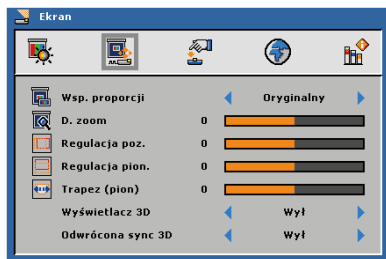 Ekran
Wsp. proporcji Oryginalny
D. zoom 0
Regulacja poz. 0
Regulacja pion. 0
Trapez (pion) 0
Wyświetlacz 3D Wył
Odwrócona sync 3D Wył